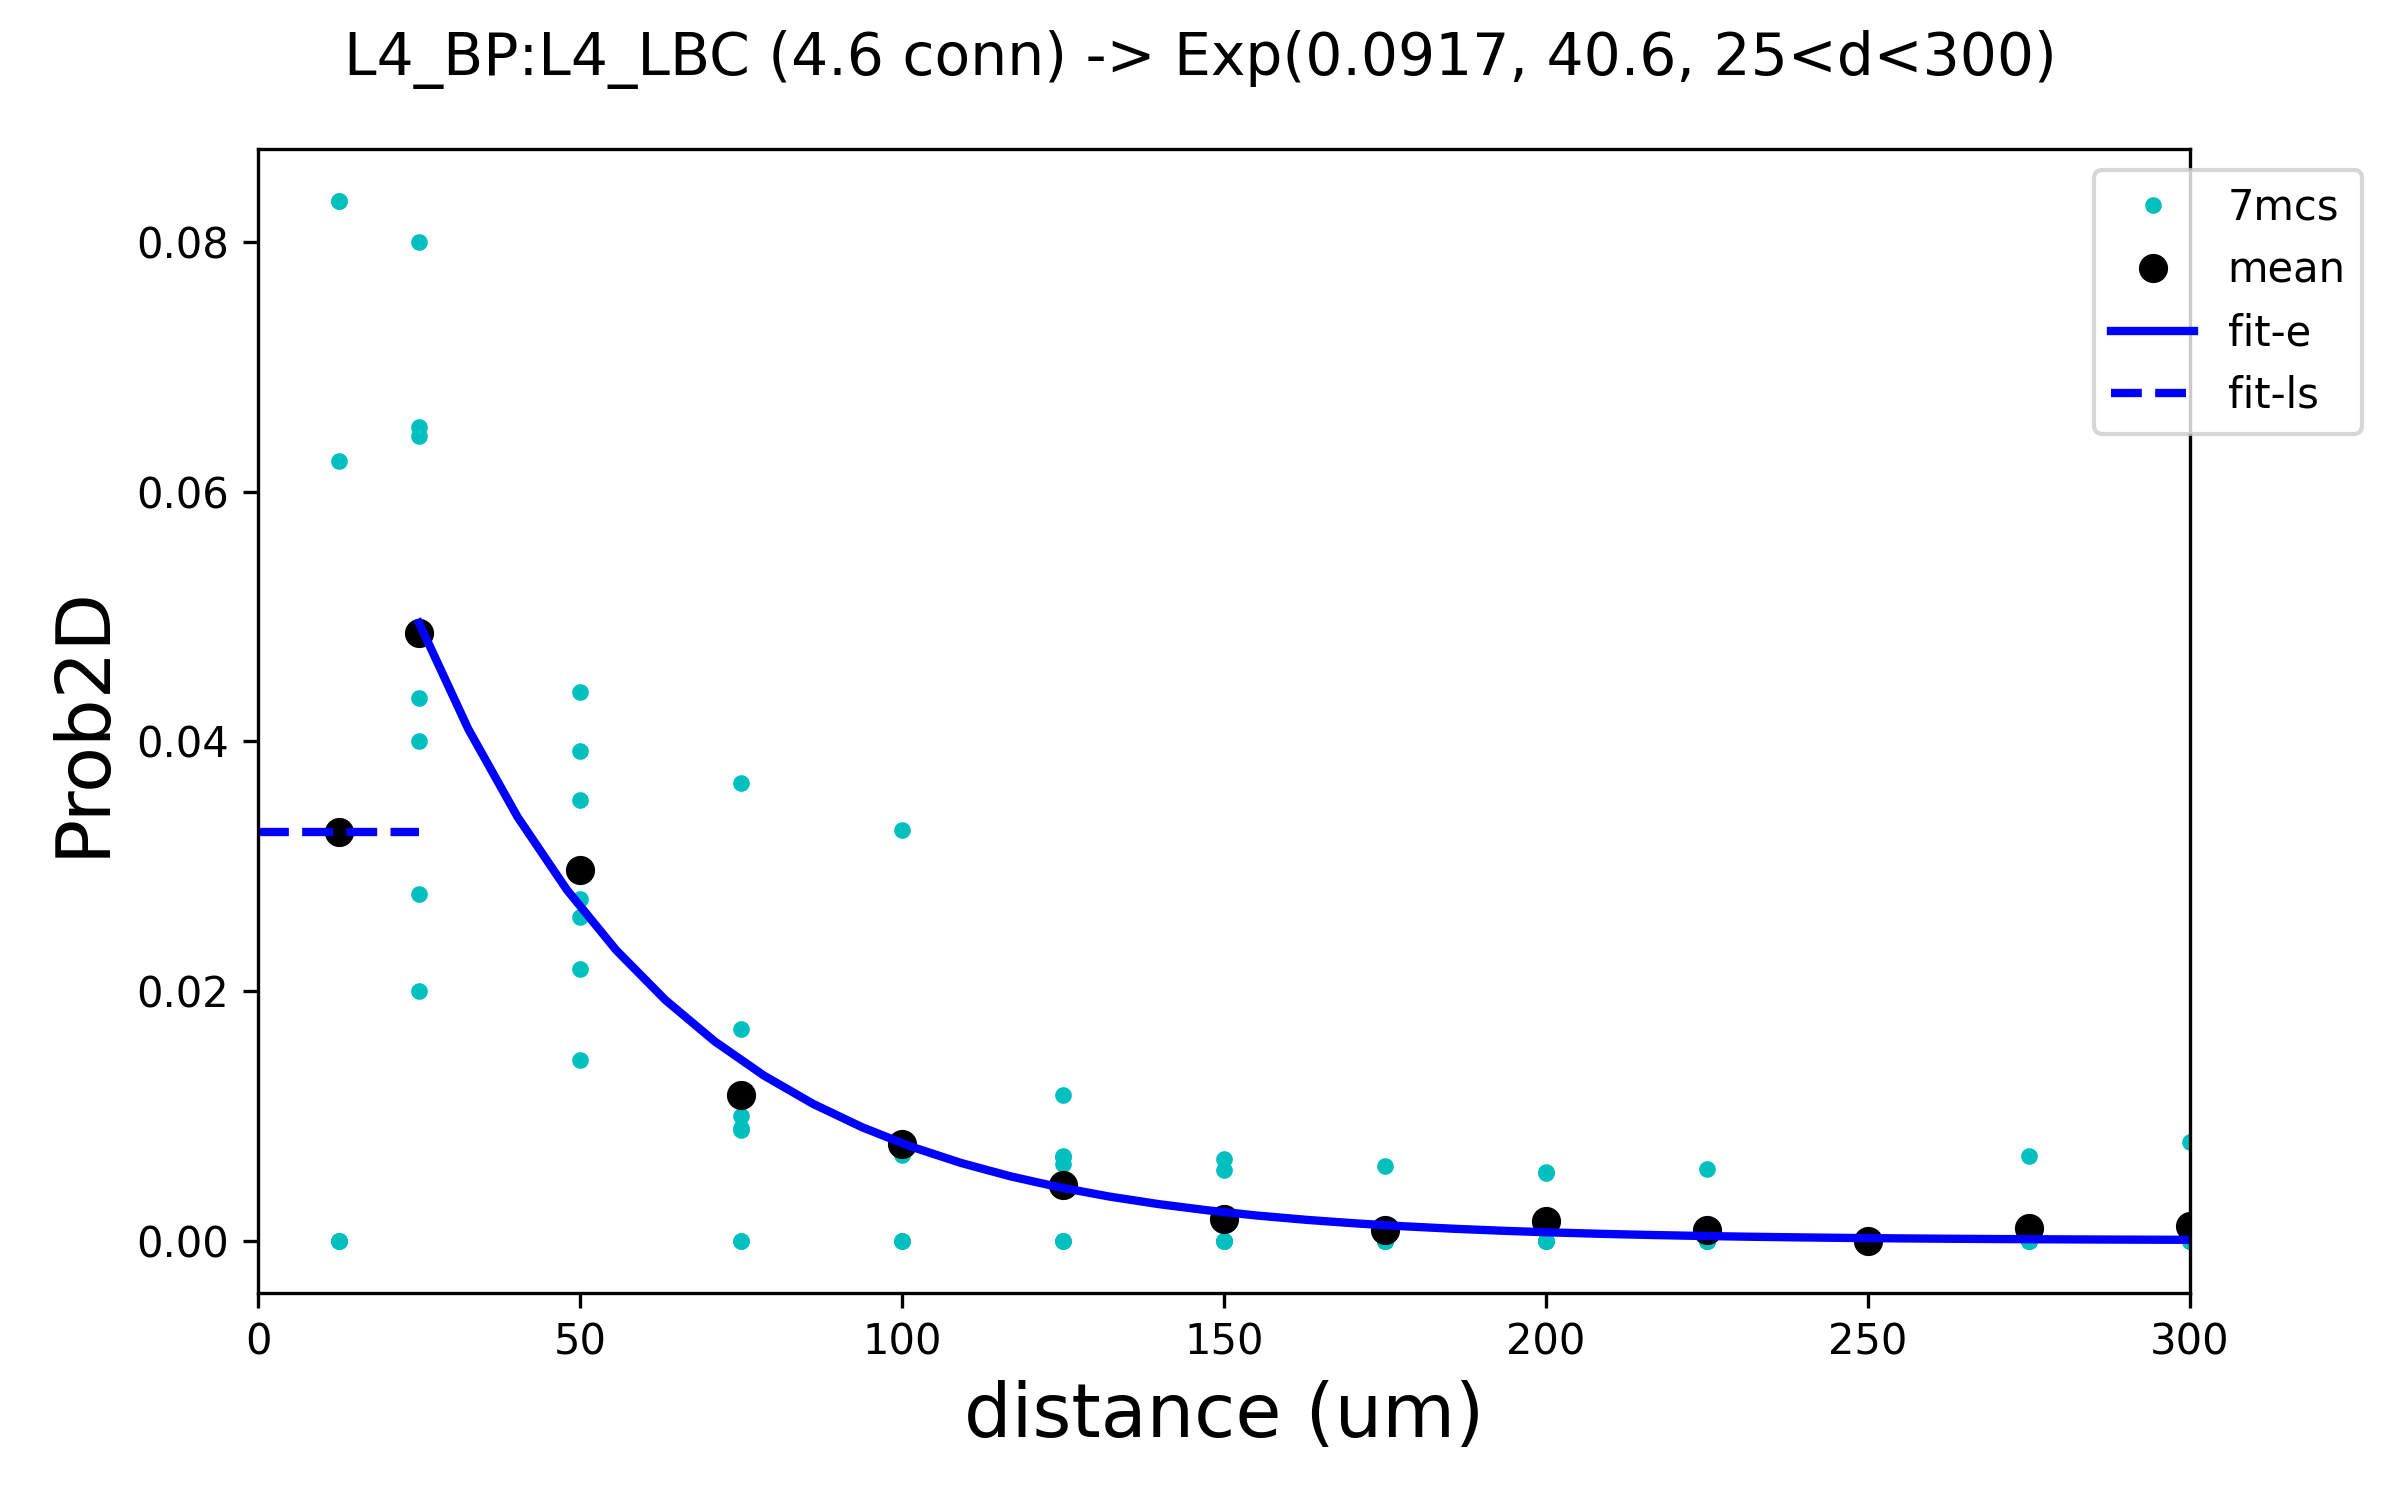 L4_BP:L4_LBC (4.6 conn) -> Exp(0.0917, 40.6, 25<d<300)
7mcs
mean
fit-e
fit-ls
Prob2D
0.08
0.06
0.04
0.02
0.00
0
50
100
150
200
250
300
distance (um)